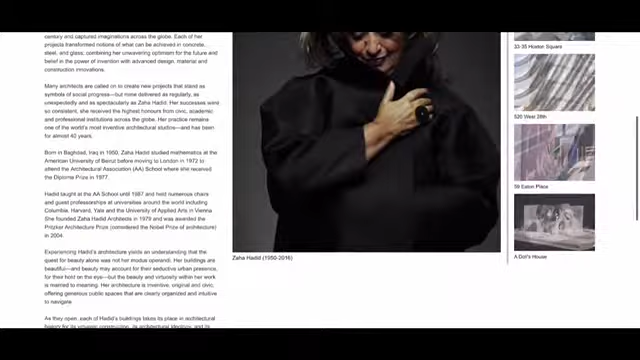 century and captured imaginations across the globe. Each of her
projects transformed notions of what can be achieved in concrete,
steel, and glass; combining her unwavering optimism for the future and
belief in the power of invention with advanced design, material and
construction innovations.
Many architects are called on to create new projects that stand as
symbols of social progress—but none delivered as regularly, as
unexpectedly and as spectacularly as Zaha Hadid. Her successes were
so consistent, she received the highest honours from civic, academic
and professional institutions across the globe. Her practice remains
one of the world's most inventive architectural studios—and has been
for almost 40 years.
Born in Baghdad, Iraq in 1950, Zaha Hadid studied mathematics at the
American University of Beirut before moving to London in 1972 to
attend the Architectural Association (AA) School where she received
the Diploma Prize in 1977.
Hadid taught at the AA School until 1987 and held numerous chairs
and guest professorships at universities around the world including
Columbia, Harvard, Yale and the University of Applied Arts in Vienna.
She founded Zaha Hadid Architects in 1979 and was awarded the
Pritzker Architecture Prize (considered the Nobel Prize of architecture)
in 2004.
Experiencing Hadid's architecture yields an understanding that the
quest for beauty alone was not her modus operandi. Her buildings are
beautiful—and beauty may account for their seductive urban presence,
for their hold on the eye—but the beauty and virtuosity within her work
is married to meaning. Her architecture is inventive, original and civic,
offering generous public spaces that are clearly organized and intuitive
to navigate.
As they open, each of Hadid's buildings takes its place in architectural
history for its virtuoso construction, its architectural identity, and its
Zaha Hadid (1950-2016)
33-35 Hoxton Square
520 West 28th
59 Eaton Place
A Doll's House